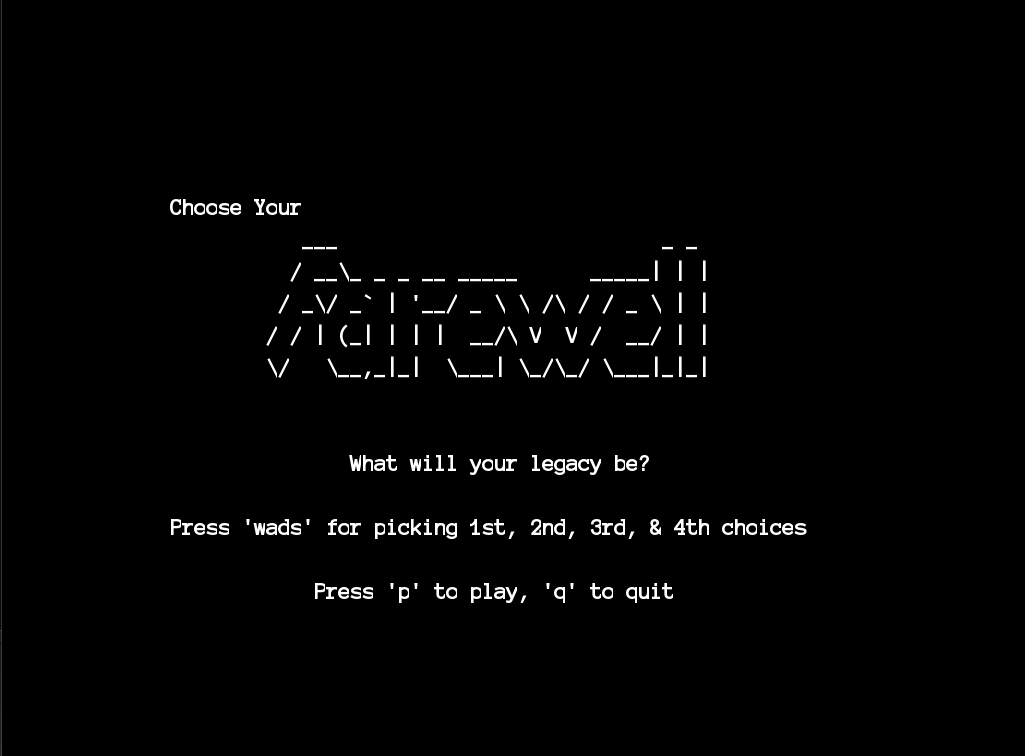 Choose Your
Farewell
What will your legacy be?
Press 'wads' for picking 1st, 2nd, 3rd, & 4th choices
Press 'p' to play, 'q' to quit